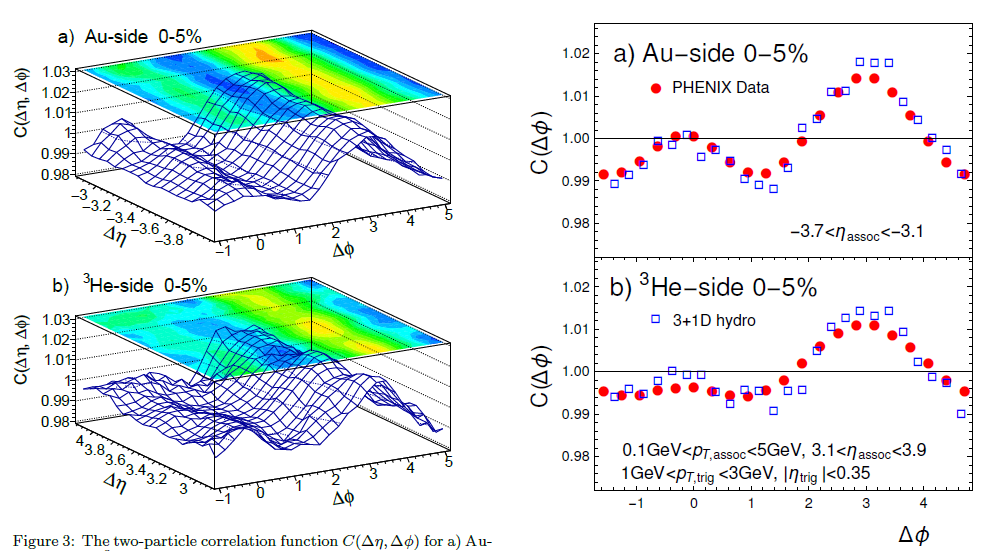 a) Au-side 0-5%
C(Δη, Δϕ)
1.03
1.02
1.01
1
0.99
0.98
−3
−3.2
−3.4
−3.6
−3.8
Δη
−1 0 1 2 3 4 5
Δϕ
b) ³He-side 0-5%
C(Δη, Δϕ)
1.03
1.02
1.01
1
0.99
0.98
4
3.8
3.6
3.4
3.2
3
Δη
−1 0 1 2 3 4 5
Δϕ
Figure 3: The two-particle correlation function C(Δη, Δϕ) for a) Au-
a) Au−side 0−5%
PHENIX Data
C(Δϕ)
1.02
1.01
1.00
0.99
0.98
−3.7<ηassoc<−3.1
b) ³He−side 0−5%
3+1D hydro
C(Δϕ)
1.02
1.01
1.00
0.99
0.98
0.1GeV<pT,assoc<5GeV, 3.1<ηassoc<3.9
1GeV<pT,trig <3GeV, |ηtrig |<0.35
−1 0 1 2 3 4
Δϕ